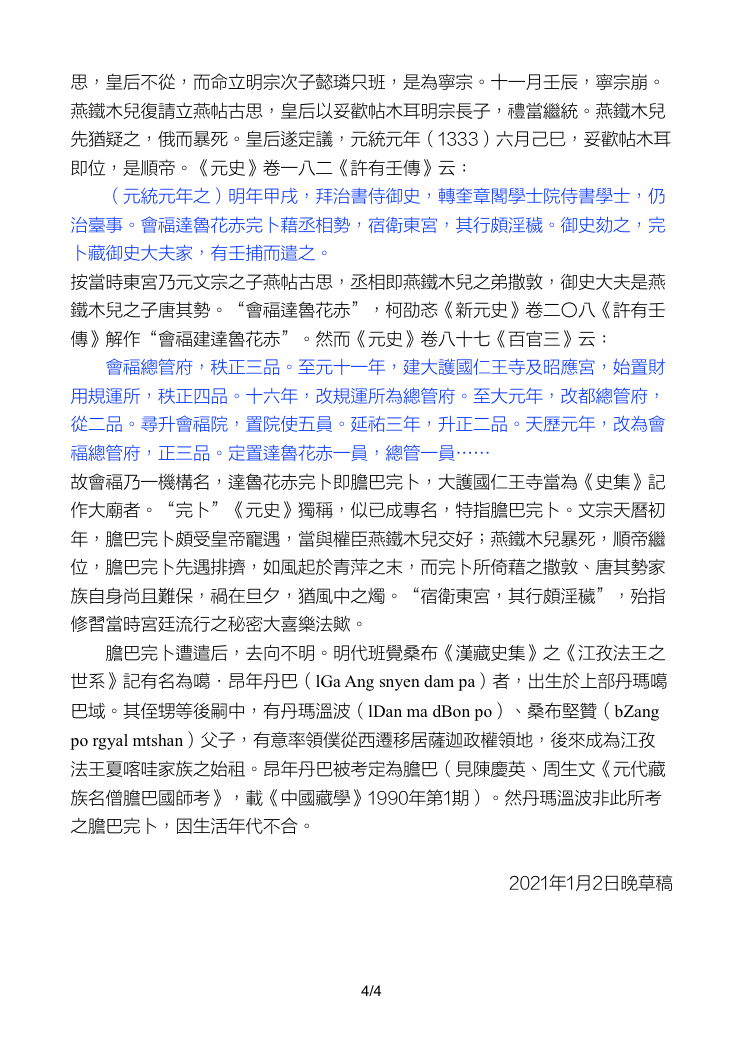 思，皇后不從，而命立明宗次子懿璘只班，是為寧宗。十一月壬辰，寧宗崩。
燕鐵木兒復請立燕帖古思，皇后以妥歡帖木耳明宗長子，禮當繼統。燕鐵木兒
先猶疑之，俄而暴死。皇后遂定議，元統元年（1333）六月己巳，妥歡帖木耳
即位，是順帝。《元史》卷一八二《許有壬傳》云：
（元統元年之）明年甲戌，拜治書侍御史，轉奎章閣學士院侍書學士，仍
治臺事。會福達魯花赤完卜藉丞相勢，宿衛東宮，其行頗淫穢。御史劾之，完
卜藏御史大夫家，有壬捕而遣之。
按當時東宮乃元文宗之子燕帖古思，丞相即燕鐵木兒之弟撒敦，御史大夫是燕
鐵木兒之子唐其勢。“會福達魯花赤”，柯劭忞《新元史》卷二〇八《許有壬
傳》解作“會福建達魯花赤”。然而《元史》卷八十七《百官三》云：
會福總管府，秩正三品。至元十一年，建大護國仁王寺及昭應宮，始置財
用規運所，秩正四品。十六年，改規運所為總管府。至大元年，改都總管府，
從二品。尋升會福院，置院使五員。延祐三年，升正二品。天歷元年，改為會
福總管府，正三品。定置達魯花赤一員，總管一員⋯⋯
故會福乃一機構名，達魯花赤完卜即膽巴完卜，大護國仁王寺當為《史集》記
作大廟者。“完卜”《元史》獨稱，似已成專名，特指膽巴完卜。文宗天曆初
年，膽巴完卜頗受皇帝寵遇，當與權臣燕鐵木兒交好；燕鐵木兒暴死，順帝繼
位，膽巴完卜先遇排擠，如風起於青萍之末，而完卜所倚藉之撒敦、唐其勢家
族自身尚且難保，禍在旦夕，猶風中之燭。“宿衛東宮，其行頗淫穢”，殆指
修習當時宮廷流行之秘密大喜樂法歟。
膽巴完卜遭遣后，去向不明。明代班覺桑布《漢藏史集》之《江孜法王之
世系》記有名為噶．昂年丹巴（lGa Ang snyen dam pa）者，出生於上部丹瑪噶
巴域。其侄甥等後嗣中，有丹瑪溫波（lDan ma dBon po）、桑布堅贊（bZang
po rgyal mtshan）父子，有意率領僕從西遷移居薩迦政權領地，後來成為江孜
法王夏喀哇家族之始祖。昂年丹巴被考定為膽巴（見陳慶英、周生文《元代藏
族名僧膽巴國師考》，載《中國藏學》1990年第1期）。然丹瑪溫波非此所考
之膽巴完卜，因生活年代不合。
2021年1月2日晚草稿
4/4